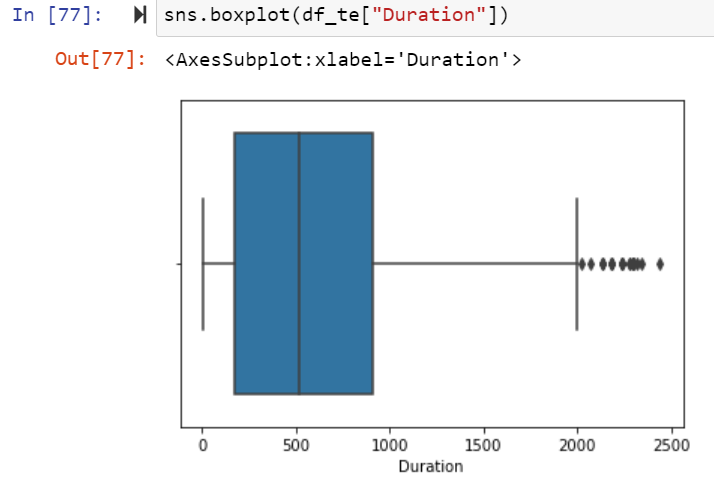 In [77]: sns.boxplot(df_te["Duration"])
Out[77]: <AxesSubplot:xlabel='Duration'>
0 500 1000 1500 2000 2500
Duration